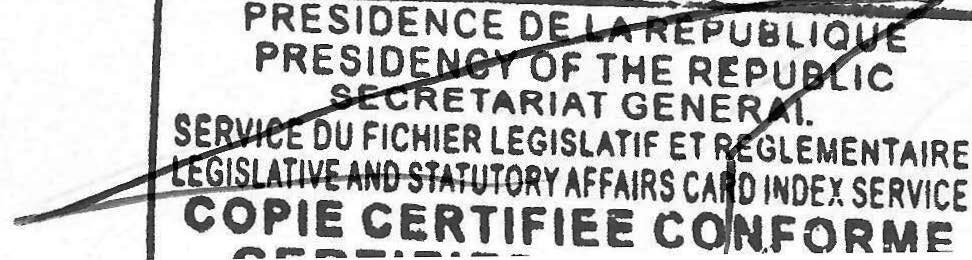 PRESIDENCE DE LA REPUBLIQUE
PRESIDENCY OF THE REPUBLIC
SECRETARIAT GENERAL
SERVICE DU FICHIER LEGISLATIF ET REGLEMENTAIRE
LEGISLATIVE AND STATUTORY AFFAIRS CARD INDEX SERVICE
COPIE CERTIFIEE CONFORME